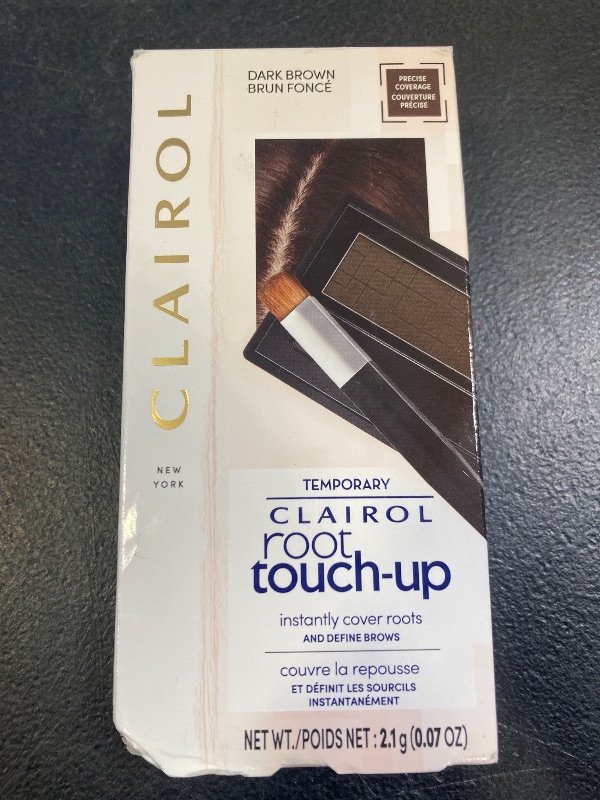 CLAIROL
NEW
YORK
DARK BROWN
BRUN FONCÉ
PRECISE
COVERAGE
COUVERTURE
PRÉCISE
TEMPORARY
CLAIROL
root
touch-up
instantly cover roots
AND DEFINE BROWS
couvre la repousse
ET DÉFINIT LES SOURCILS
INSTANTANÉMENT
NET WT./POIDS NET : 2.1 g (0.07 OZ)